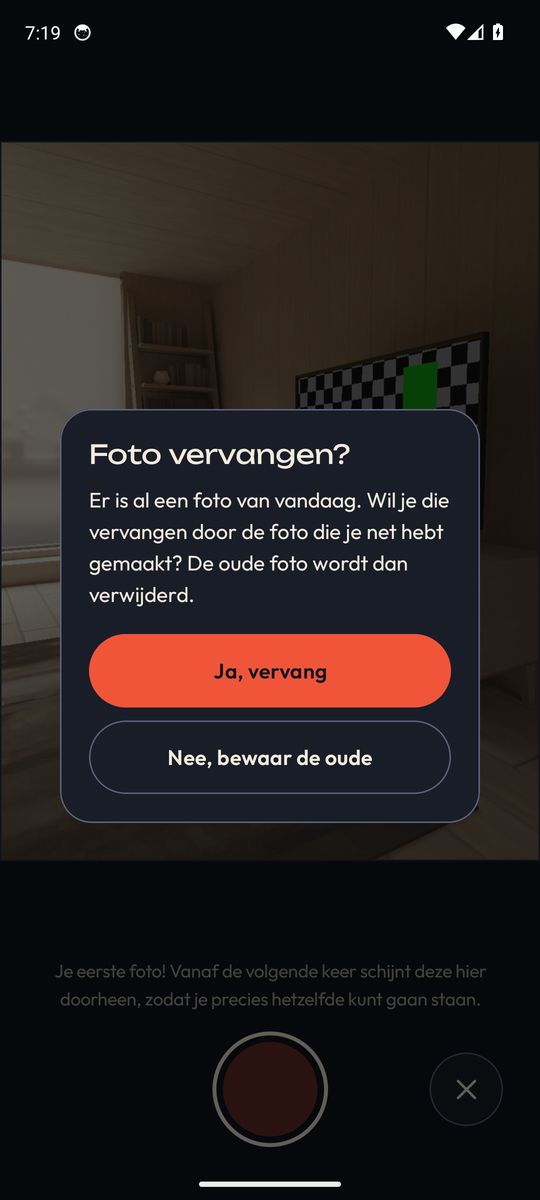 7:19
Foto vervangen?
Er is al een foto van vandaag. Wil je die
vervangen door de foto die je net hebt
gemaakt? De oude foto wordt dan
verwijderd.
Ja, vervang
Nee, bewaar de oude
Je eerste foto! Vanaf de volgende keer schijnt deze hier
doorheen, zodat je precies hetzelfde kunt gaan staan.